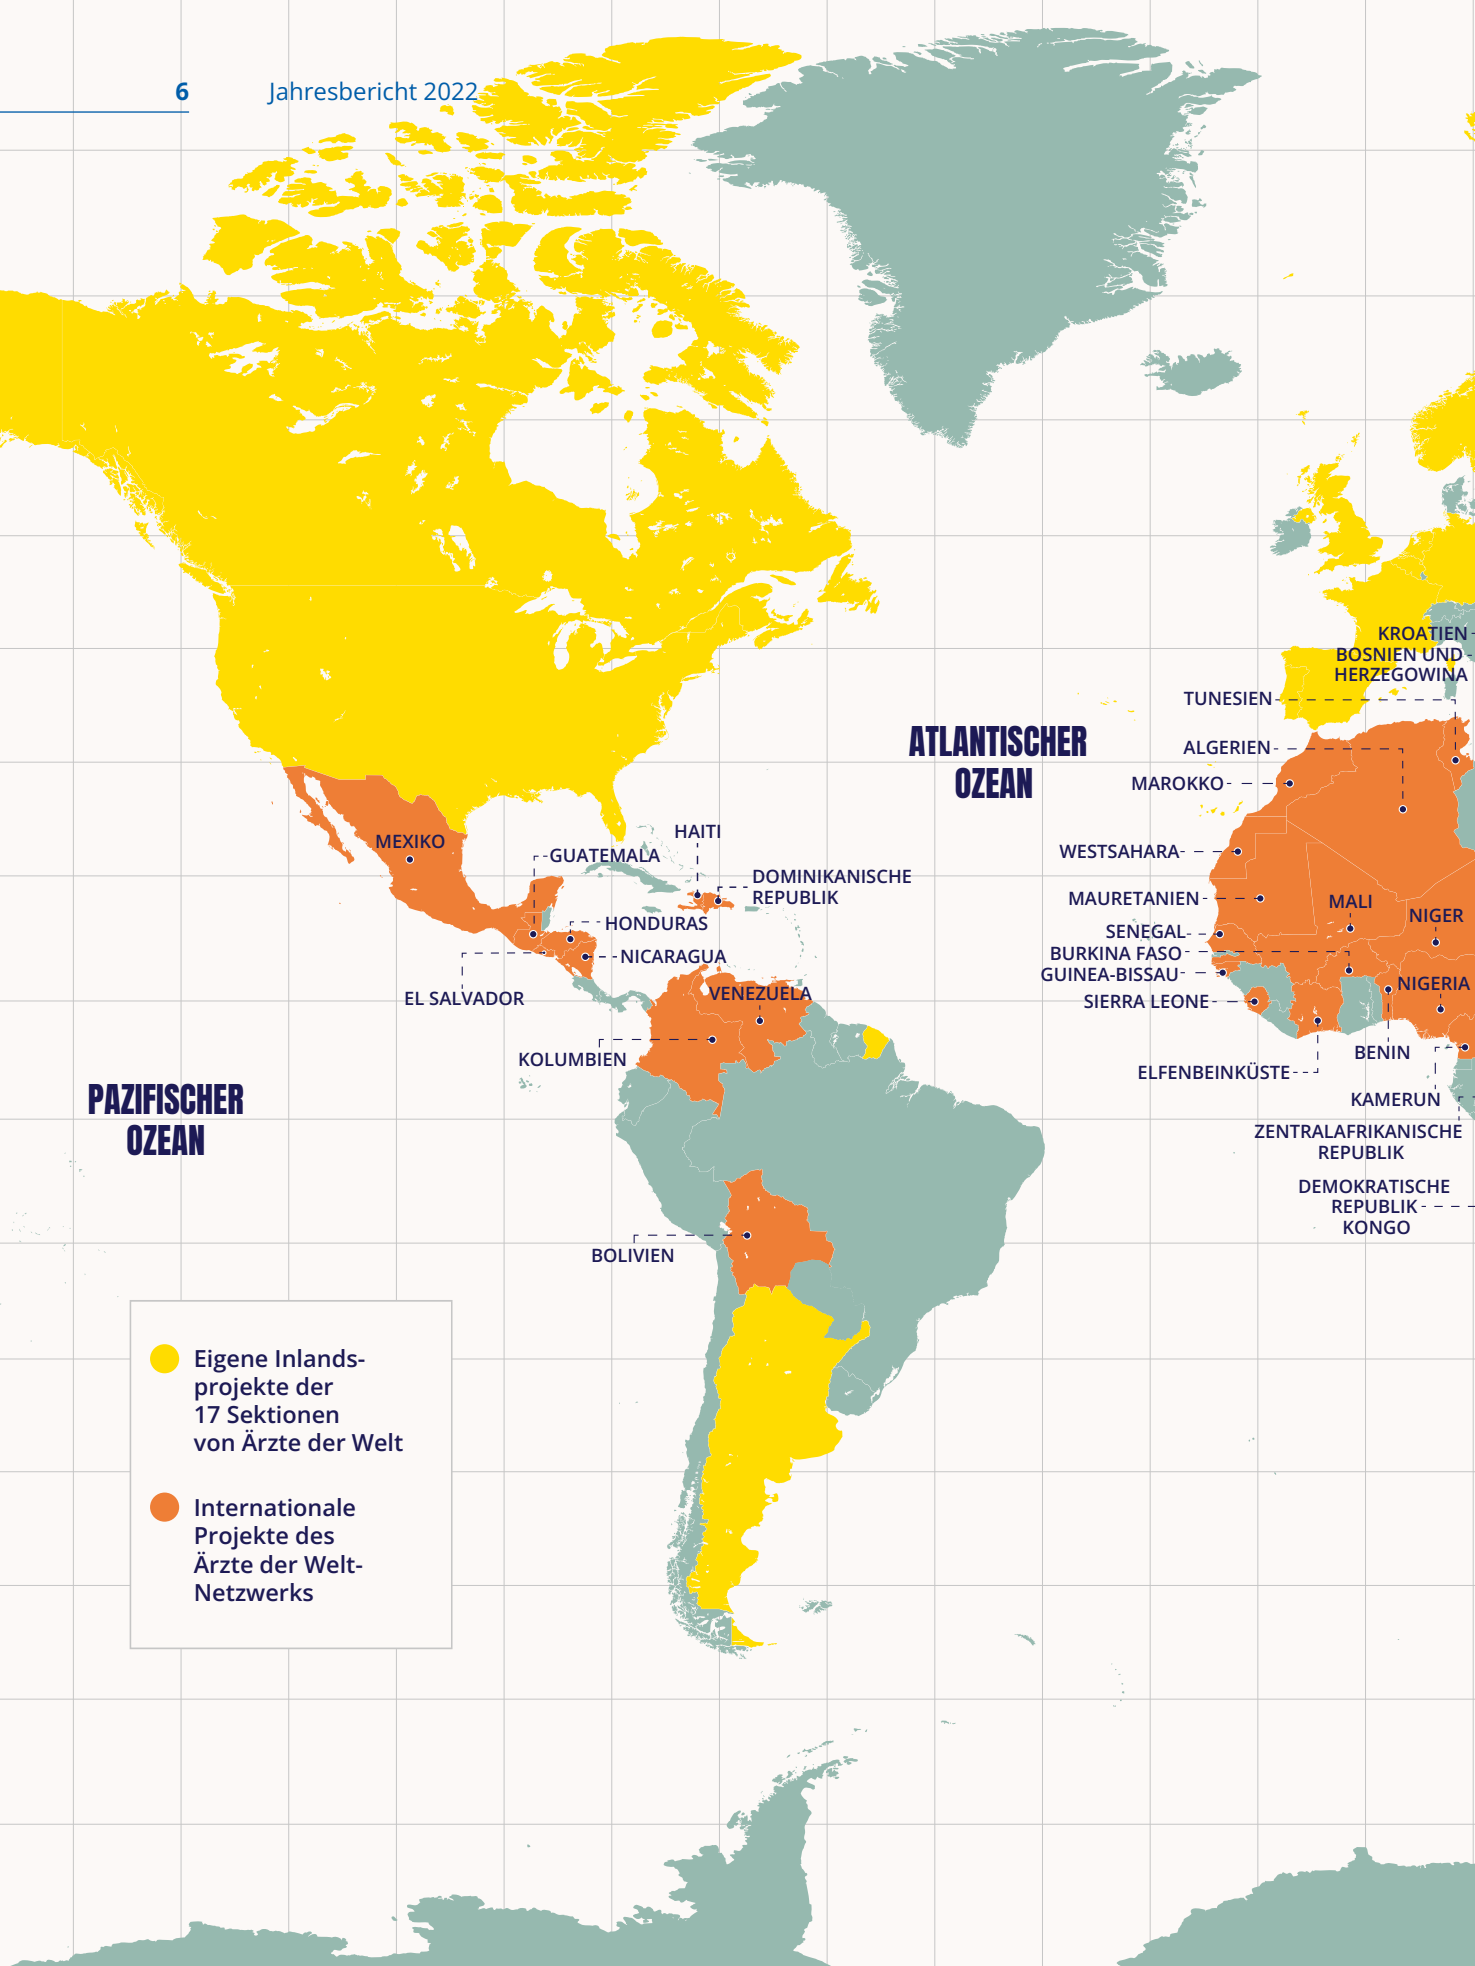 6 Jahresbericht 2022
KROATIEN
BOSNIEN UND
HERZEGOWINA
TUNESIEN
ATLANTISCHER
OZEAN
ALGERIEN
MAROKKO
HAITI
MEXIKO
GUATEMALA
WESTSAHARA
DOMINIKANISCHE
REPUBLIK
MAURETANIEN
MALI
NIGER
HONDURAS
SENEGAL
BURKINA FASO
NICARAGUA
GUINEA-BISSAU
NIGERIA
VENEZUELA
EL SALVADOR
SIERRA LEONE
KOLUMBIEN
BENIN
ELFENBEINKÜSTE
PAZIFISCHER
OZEAN
KAMERUN
ZENTRALAFRIKANISCHE
REPUBLIK
DEMOKRATISCHE
REPUBLIK
KONGO
BOLIVIEN
Eigene Inlands-
projekte der
17 Sektionen
von Ärzte der Welt
Internationale
Projekte des
Ärzte der Welt-
Netzwerks